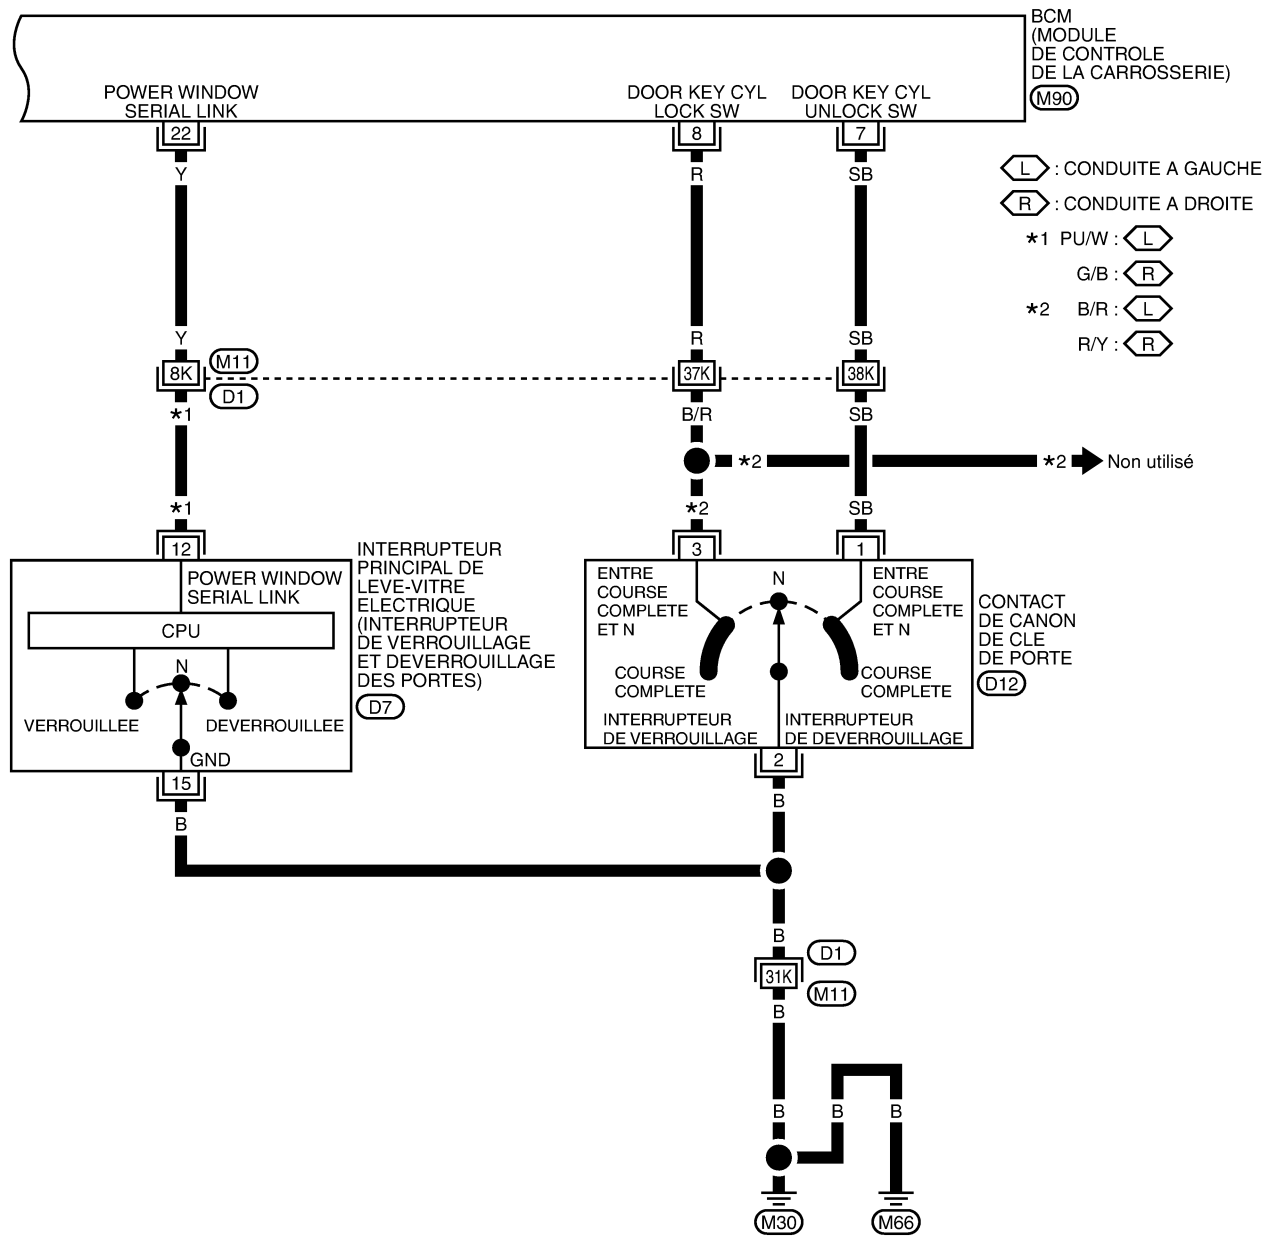 BCM
(MODULE
DE CONTROLE
DE LA CARROSSERIE)
M90
POWER WINDOW
SERIAL LINK
DOOR KEY CYL
LOCK SW
DOOR KEY CYL
UNLOCK SW
22
8
7
Y
R
SB
L : CONDUITE A GAUCHE
R : CONDUITE A DROITE
*1 PU/W : L
G/B : R
*2 B/R : L
R/Y : R
Y
R
SB
8K
M11
D1
37K
38K
*1
B/R
SB
*2
*2
Non utilisé
*1
*2
SB
12
3
1
INTERRUPTEUR
PRINCIPAL DE
LEVE-VITRE
ELECTRIQUE
(INTERRUPTEUR
DE VERROUILLAGE
ET DEVERROUILLAGE
DES PORTES)
D7
POWER WINDOW
SERIAL LINK
CPU
N
VERROUILLEE
DEVERROUILLEE
GND
15
B
ENTRE
COURSE
COMPLETE
ET N
N
ENTRE
COURSE
COMPLETE
ET N
COURSE
COMPLETE
COURSE
COMPLETE
INTERRUPTEUR
DE VERROUILLAGE
INTERRUPTEUR
DE DEVERROUILLAGE
CONTACT
DE CANON
DE CLE
DE PORTE
D12
2
B
B
D1
31K
M11
B
B
B
B
M30
M66